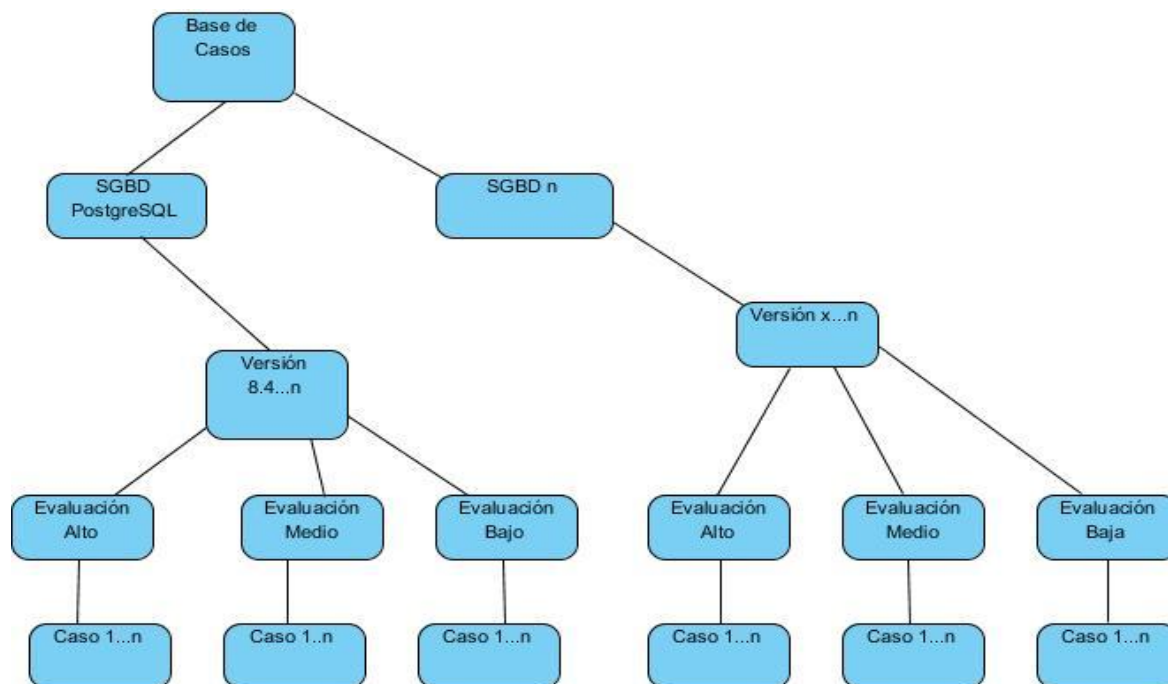 Base de
Casos
SGBD
PostgreSQL
SGBD n
Versión x...n
Versión
8.4...n
Evaluación
Alto
Evaluación
Medio
Evaluación
Bajo
Evaluación
Alto
Evaluación
Medio
Evaluación
Baja
Caso 1...n
Caso 1..n
Caso 1...n
Caso 1...n
Caso 1...n
Caso 1...n